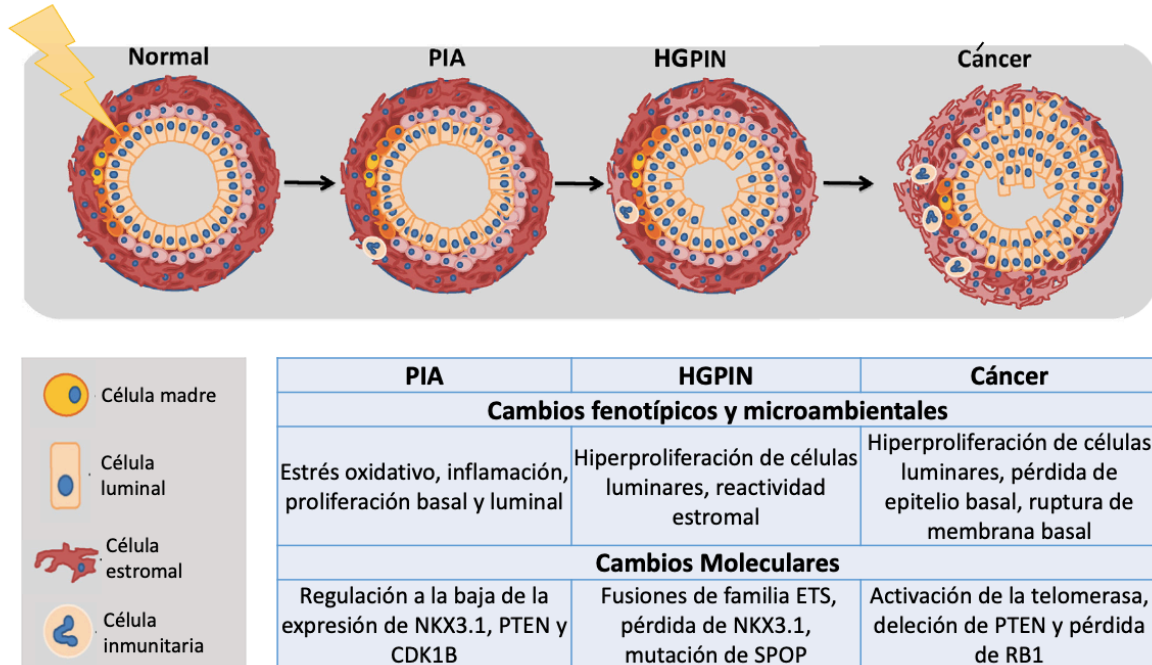 Normal
PIA
HGPIN
Cáncer
Célula madre
Célula
luminal
Célula
estromal
Célula
inmunitaria
PIA
HGPIN
Cáncer
Cambios fenotípicos y microambientales
Estrés oxidativo, inflamación,
proliferación basal y luminal
Hiperproliferación de células
luminares, reactividad
estromal
Hiperproliferación de células
luminares, pérdida de
epitelio basal, ruptura de
membrana basal
Cambios Moleculares
Regulación a la baja de la
expresión de NKX3.1, PTEN y
CDK1B
Fusiones de familia ETS,
pérdida de NKX3.1,
mutación de SPOP
Activación de la telomerasa,
deleción de PTEN y pérdida
de RB1